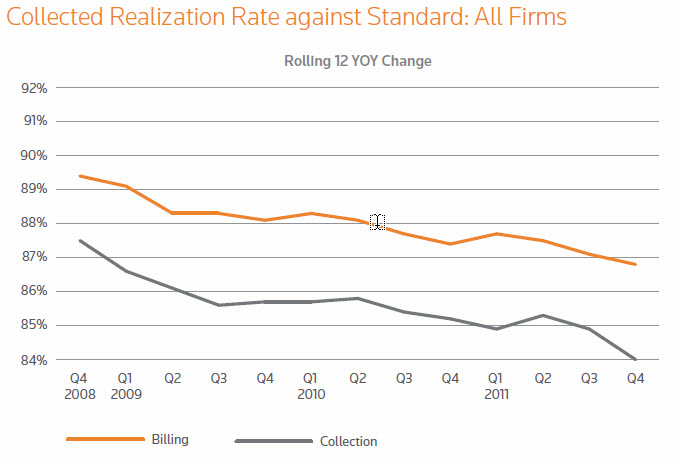 Collected Realization Rate against Standard: All Firms
Rolling 12 YOY Change
92%
91%
90%
89%
88%
87%
86%
85%
84%
Q4 Q1 Q2 Q3 Q4 Q1 Q2 Q3 Q4 Q1 Q2 Q3 Q4
2008 2009 2010 2011
Billing Collection